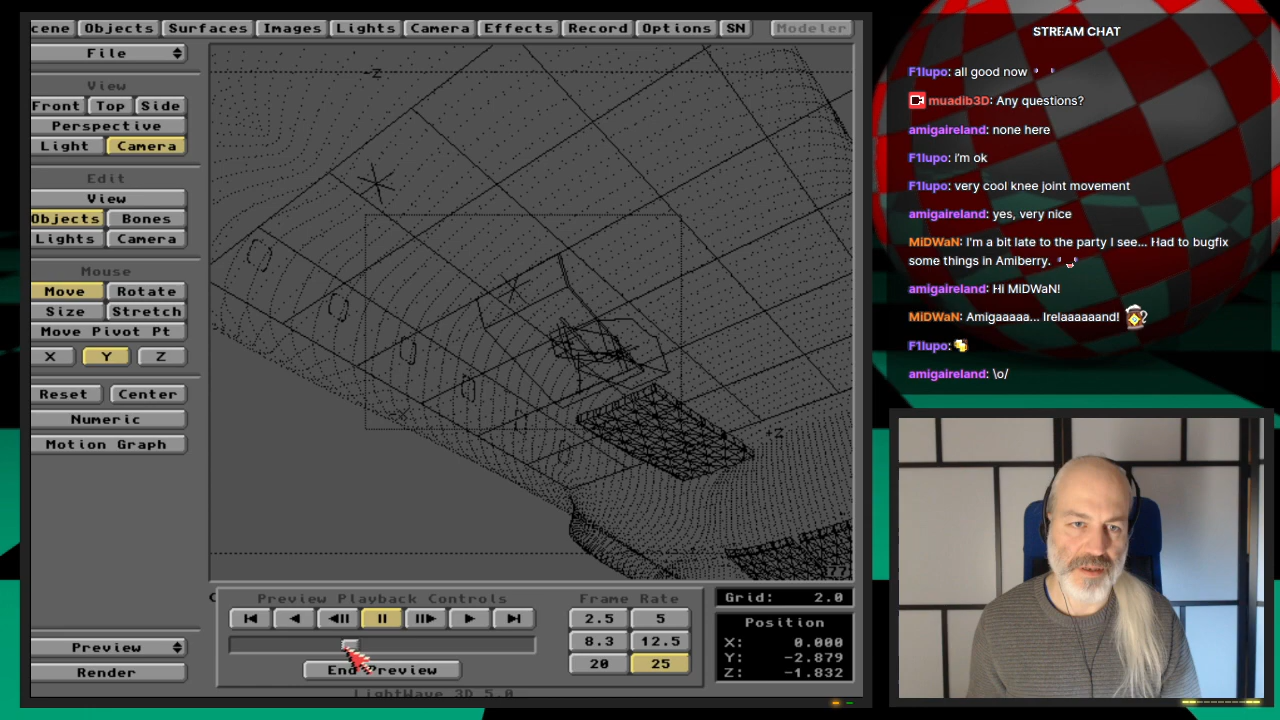 cene Objects Surfaces Images Lights Camera Effects Record Options SN Modeler
File
View
Front Top Side
Perspective
Light Camera
Edit
View
Objects Bones
Lights Camera
Mouse
Move Rotate
Size Stretch
Move Pivot Pt
X Y Z
Reset Center
Numeric
Motion Graph
Preview
Render
-Z
+Z
77
Preview Playback Controls
End Preview
Frame Rate
2.5 5
8.3 12.5
20 25
Grid: 2.0
Position
X: 0.000
Y: -2.879
Z: -1.832
LightWave 3D 5.0
STREAM CHAT
F1lupo: all good now
muadib3D: Any questions?
amigaireland: none here
F1lupo: i'm ok
F1lupo: very cool knee joint movement
amigaireland: yes, very nice
MiDWaN: I'm a bit late to the party I see... Had to bugfix
some things in Amiberry.
amigaireland: Hi MiDWaN!
MiDWaN: Amigaaaaa... Irelaaaaaand!
F1lupo:
amigaireland: \o/